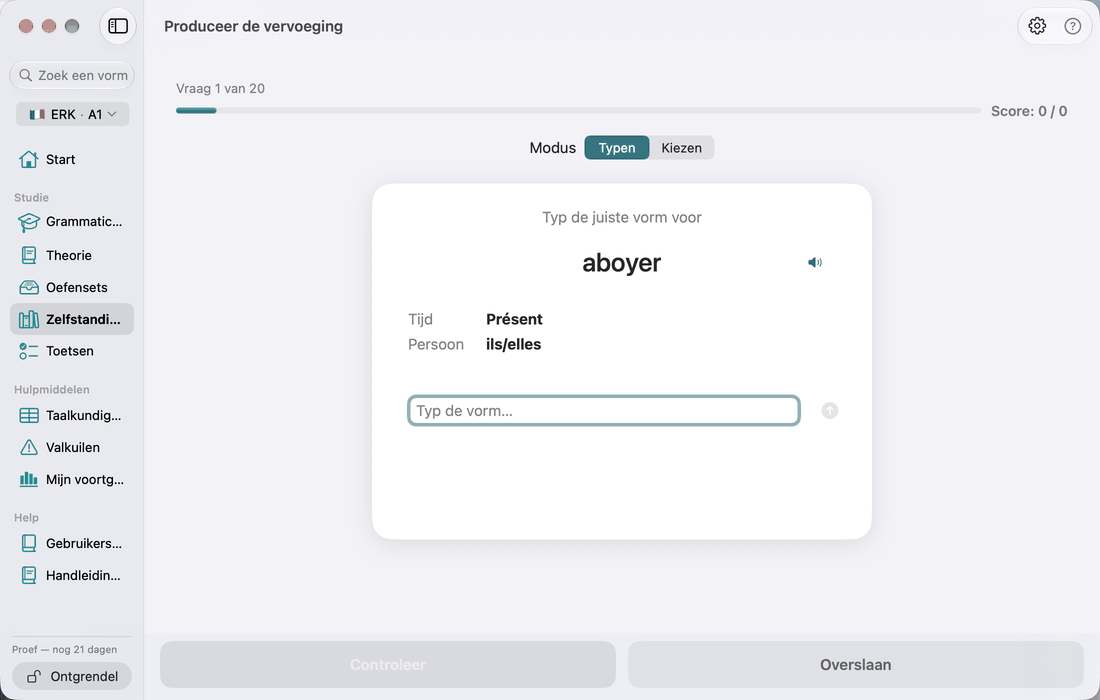 Produceer de vervoeging
Zoek een vorm
ERK · A1
Start
Studie
Grammatic...
Theorie
Oefensets
Zelfstandi...
Toetsen
Hulpmiddelen
Taalkundig...
Valkuilen
Mijn voortg...
Help
Gebruikers...
Handleidin...
Proef — nog 21 dagen
Ontgrendel
Vraag 1 van 20
Score: 0 / 0
Modus Typen Kiezen
Typ de juiste vorm voor
aboyer
Tijd Présent
Persoon ils/elles
Typ de vorm...
Controleer
Overslaan